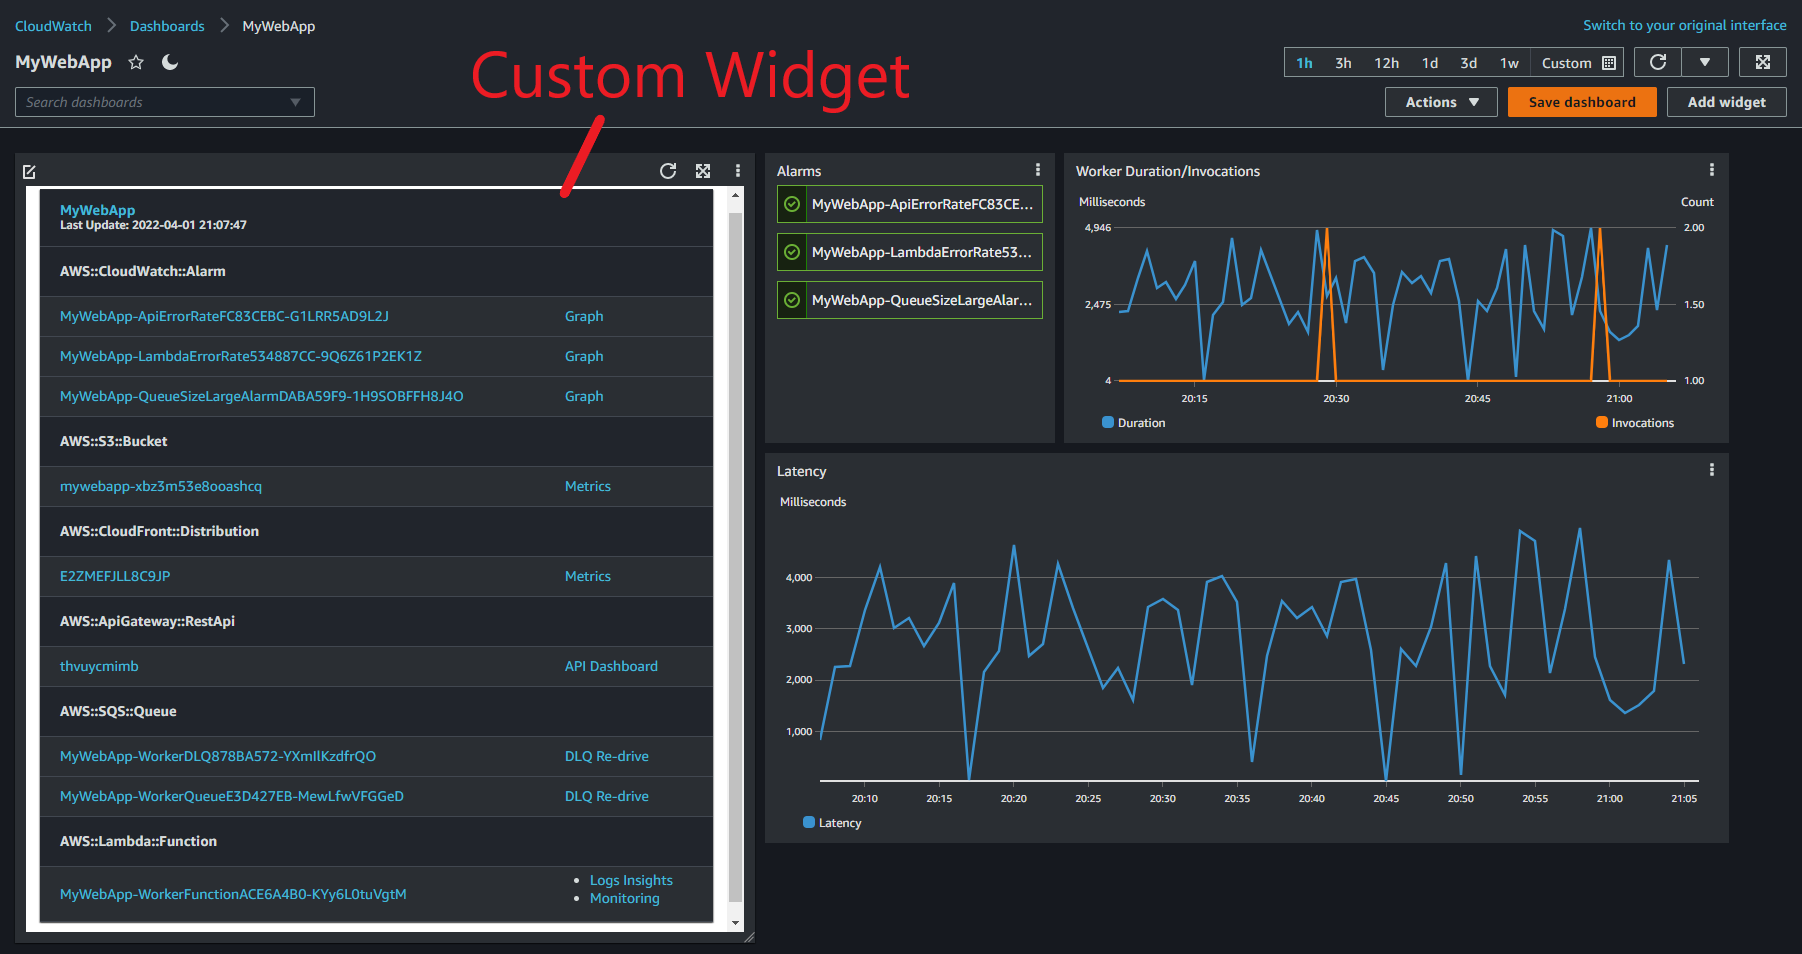 CloudWatch > Dashboards > MyWebApp
Switch to your original interface
MyWebApp
1h 3h 12h 1d 3d 1w Custom
Search dashboards
Actions Save dashboard Add widget
Custom Widget
MyWebApp
Last Update: 2022-04-01 21:07:47
AWS::CloudWatch::Alarm
MyWebApp-ApiErrorRateFC83CEBC-G1LRR5AD9L2J Graph
MyWebApp-LambdaErrorRate534887CC-9Q6Z61P2EK1Z Graph
MyWebApp-QueueSizeLargeAlarmDABA59F9-1H9SOBFFH8J4O Graph
AWS::S3::Bucket
mywebapp-xbz3m53e8ooashcq Metrics
AWS::CloudFront::Distribution
E2ZMEFJLL8C9JP Metrics
AWS::ApiGateway::RestApi
thvuycmimb API Dashboard
AWS::SQS::Queue
MyWebApp-WorkerDLQ878BA572-YXmIlKzdfrQO DLQ Re-drive
MyWebApp-WorkerQueueE3D427EB-MewLfwVFGGeD DLQ Re-drive
AWS::Lambda::Function
MyWebApp-WorkerFunctionACE6A4B0-KYy6L0tuVgtM
• Logs Insights
• Monitoring
Alarms
MyWebApp-ApiErrorRateFC83CE...
MyWebApp-LambdaErrorRate53...
MyWebApp-QueueSizeLargeAlar...
Worker Duration/Invocations
Milliseconds Count
4,946 2.00
2,475 1.50
4 1.00
20:15 20:30 20:45 21:00
Duration Invocations
Latency
Milliseconds
4,000
3,000
2,000
1,000
20:10 20:15 20:20 20:25 20:30 20:35 20:40 20:45 20:50 20:55 21:00 21:05
Latency